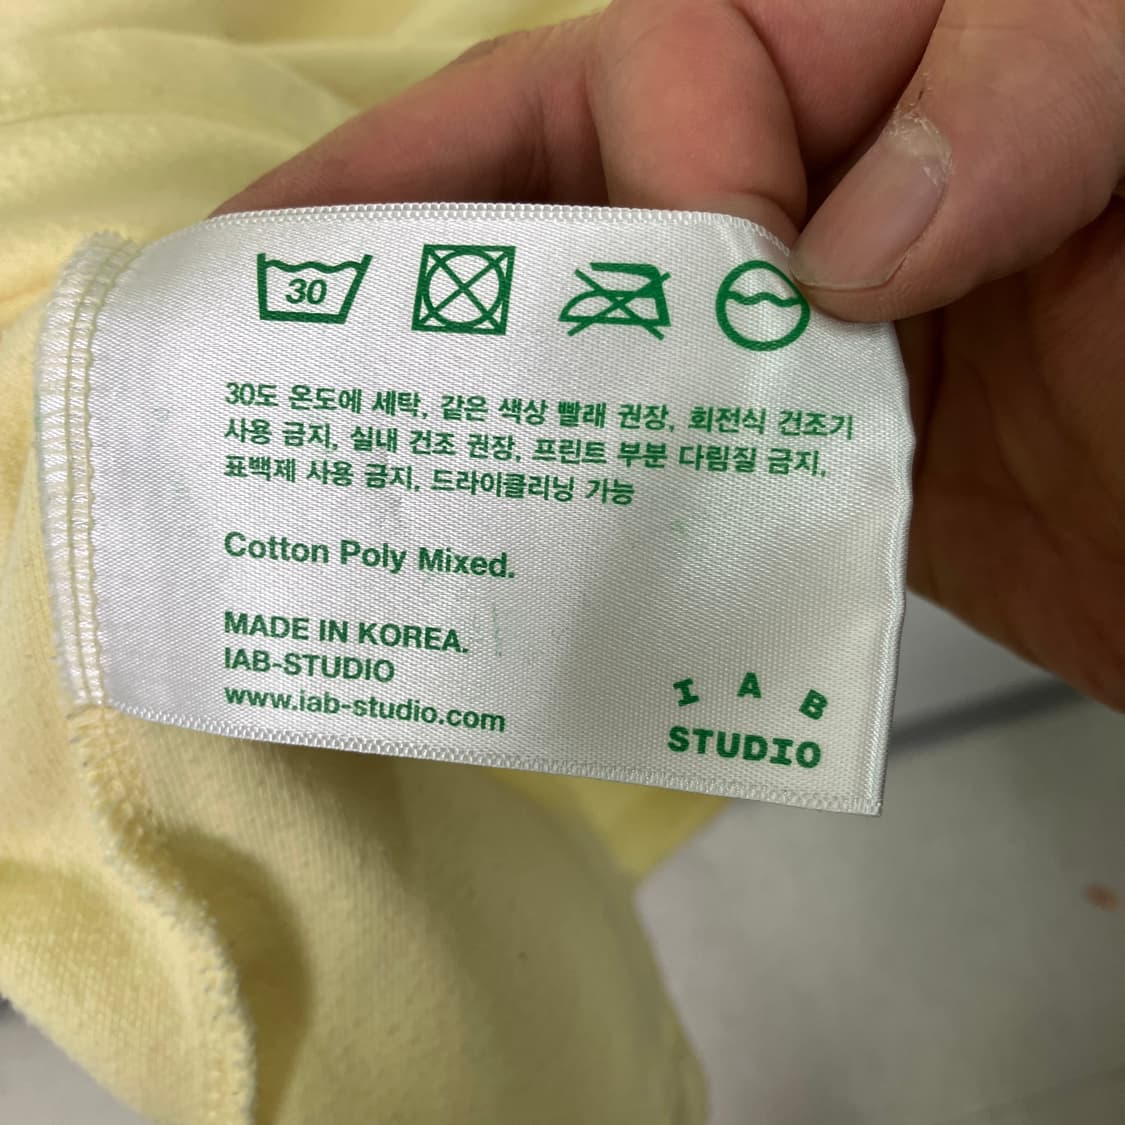 30
30도 온도에 세탁, 같은 색상 빨래 권장, 회전식 건조기
사용 금지, 실내 건조 권장, 프린트 부분 다림질 금지,
표백제 사용 금지, 드라이클리닝 가능
Cotton Poly Mixed.
MADE IN KOREA.
IAB-STUDIO
www.iab-studio.com
I A B
STUDIO